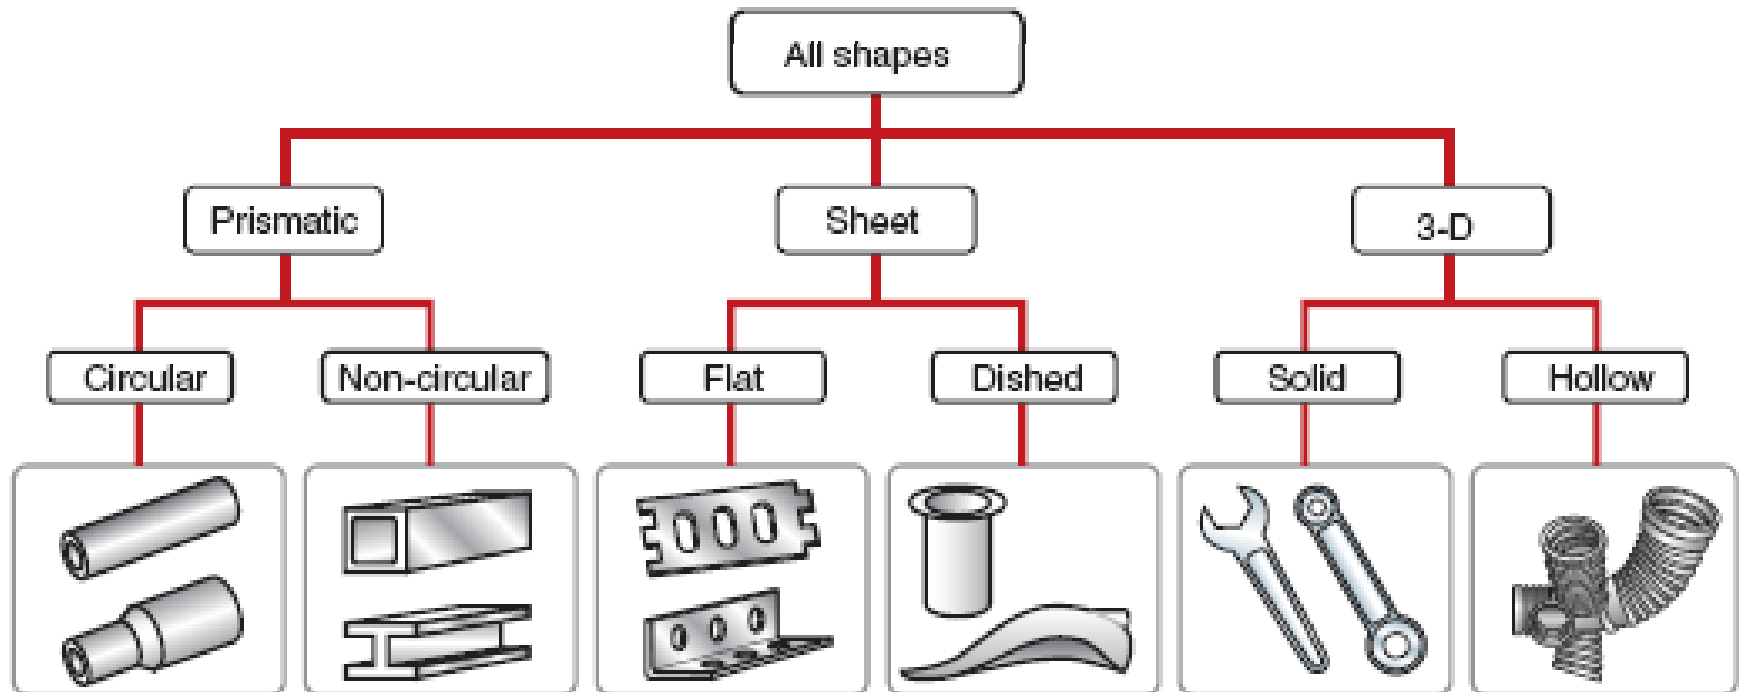 All shapes
Prismatic
Sheet
3-D
Circular
Non-circular
Flat
Dished
Solid
Hollow